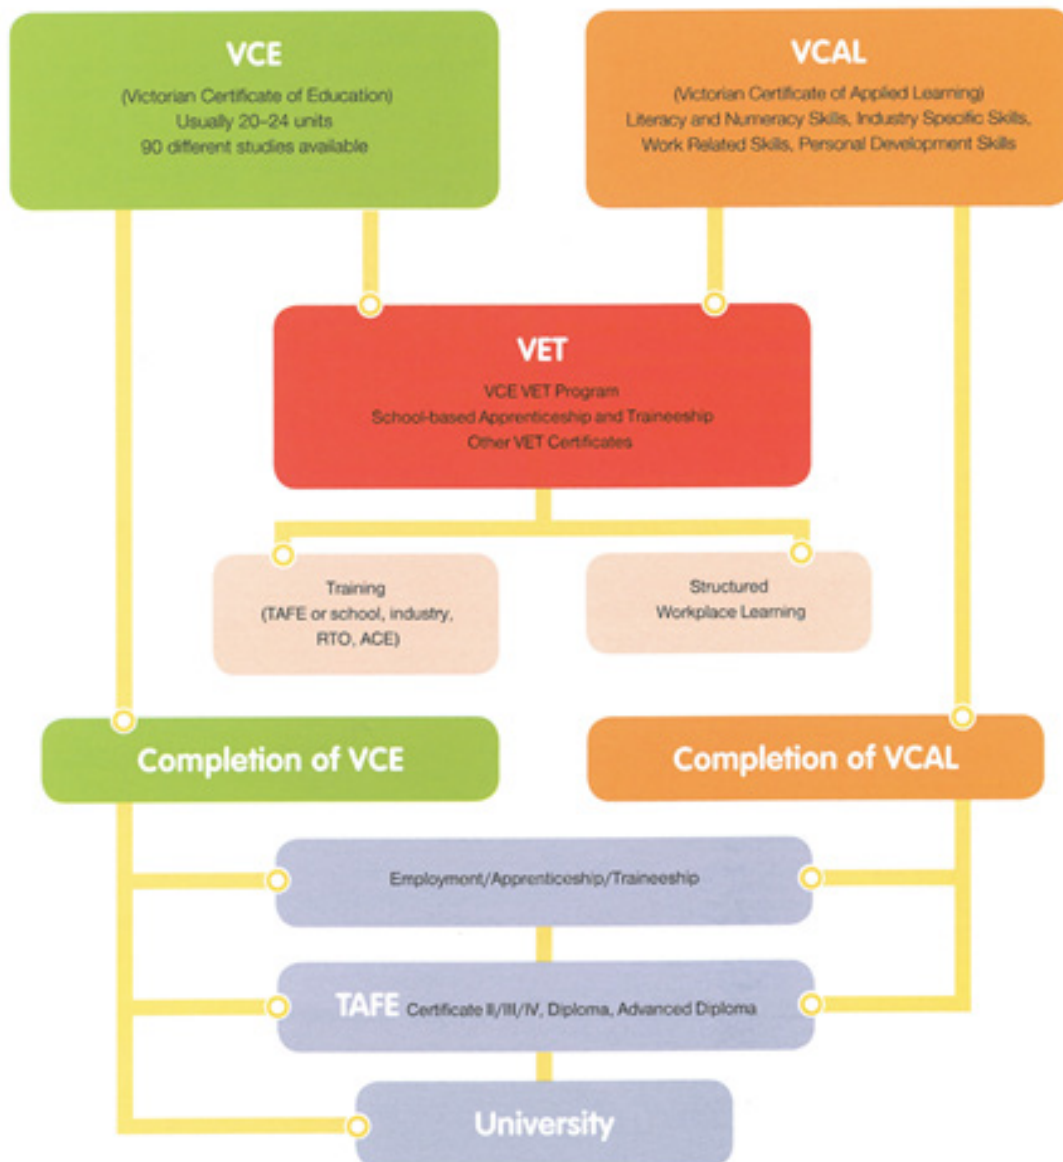 VCE
(Victorian Certificate of Education)
Usually 20–24 units
90 different studies available
VCAL
(Victorian Certificate of Applied Learning)
Literacy and Numeracy Skills, Industry Specific Skills,
Work Related Skills, Personal Development Skills
VET
VCE VET Program
School-based Apprenticeship and Traineeship
Other VET Certificates
Training
(TAFE or school, industry,
RTO, ACE)
Structured
Workplace Learning
Completion of VCE
Completion of VCAL
Employment/Apprenticeship/Traineeship
TAFE Certificate II/III/IV, Diploma, Advanced Diploma
University